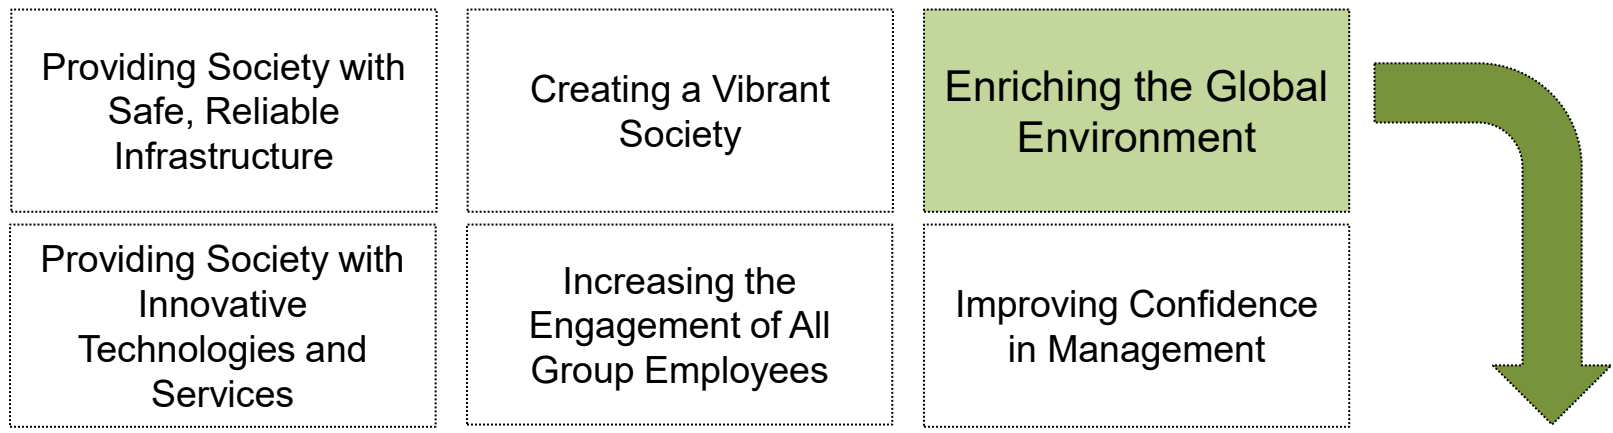 Providing Society with
Safe, Reliable
Infrastructure
Creating a Vibrant
Society
Enriching the Global
Environment
Providing Society with
Innovative
Technologies and
Services
Increasing the
Engagement of All
Group Employees
Improving Confidence
in Management